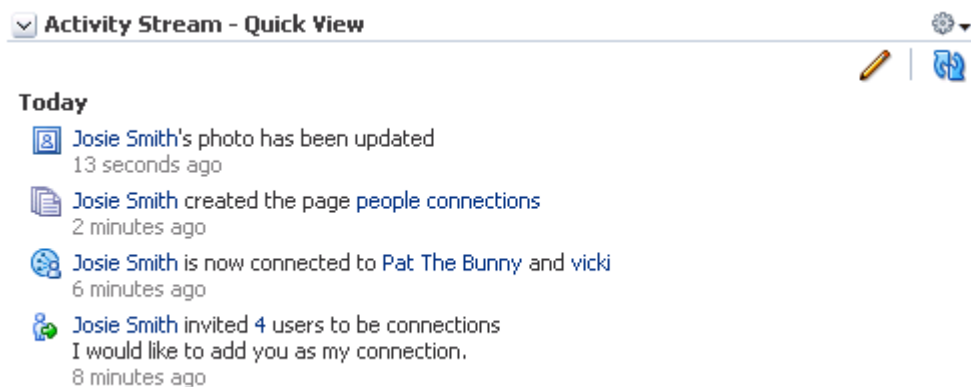 Activity Stream - Quick View
Today
Josie Smith's photo has been updated
13 seconds ago
Josie Smith created the page people connections
2 minutes ago
Josie Smith is now connected to Pat The Bunny and vicki
6 minutes ago
Josie Smith invited 4 users to be connections
I would like to add you as my connection.
8 minutes ago